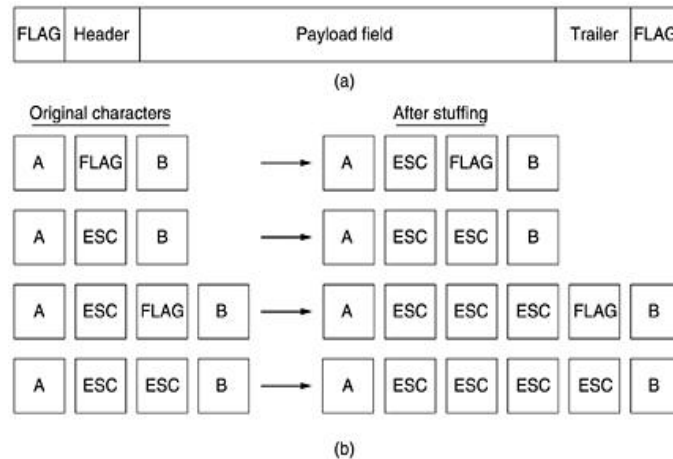 FLAG Header Payload field Trailer FLAG
(a)
Original characters After stuffing
A FLAG B A ESC FLAG B
A ESC B A ESC ESC B
A ESC FLAG B A ESC ESC ESC FLAG B
A ESC ESC B A ESC ESC ESC ESC B
(b)